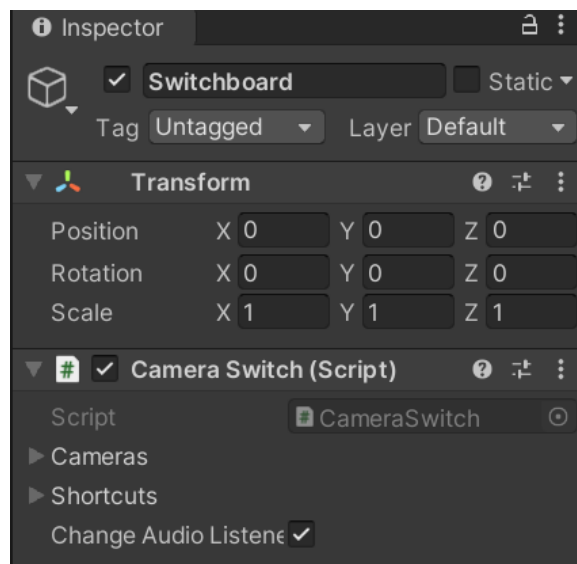 Inspector
Switchboard Static
Tag Untagged Layer Default
Transform
Position X 0 Y 0 Z 0
Rotation X 0 Y 0 Z 0
Scale X 1 Y 1 Z 1
# Camera Switch (Script)
Script # CameraSwitch
Cameras
Shortcuts
Change Audio Listene